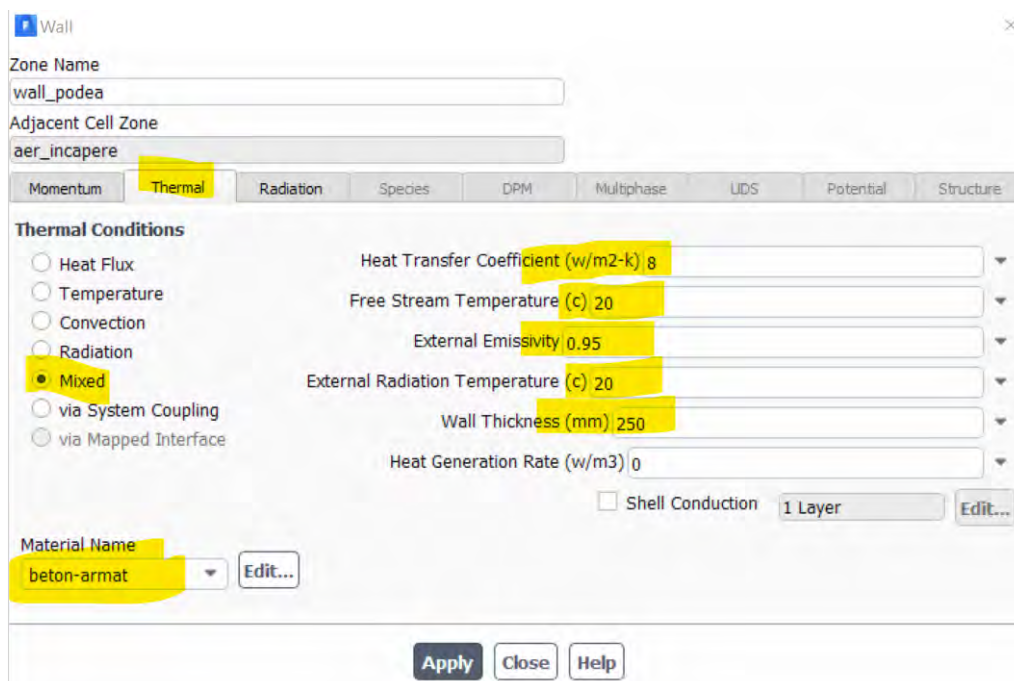 Wall
Zone Name
wall_podea
Adjacent Cell Zone
aer_incapere
Momentum Thermal Radiation Species DPM Multiphase UDS Potential Structure
Thermal Conditions
Heat Flux
Temperature
Convection
Radiation
Mixed
via System Coupling
via Mapped Interface
Heat Transfer Coefficient (w/m2-k) 8
Free Stream Temperature (c) 20
External Emissivity 0.95
External Radiation Temperature (c) 20
Wall Thickness (mm) 250
Heat Generation Rate (w/m3) 0
Shell Conduction 1 Layer Edit...
Material Name
beton-armat Edit...
Apply Close Help